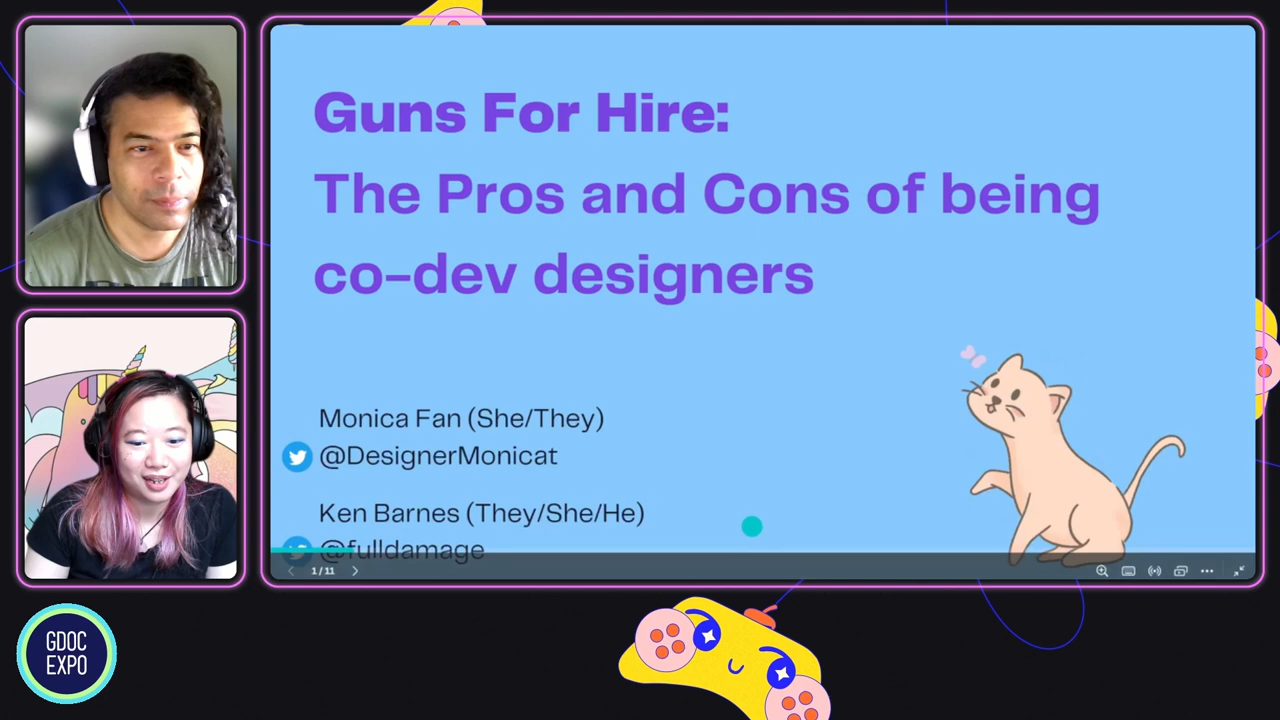 Guns For Hire:
The Pros and Cons of being
co-dev designers
Monica Fan (She/They)
@DesignerMonicat
Ken Barnes (They/She/He)
@fulldamage
1/11
GDOC
EXPO